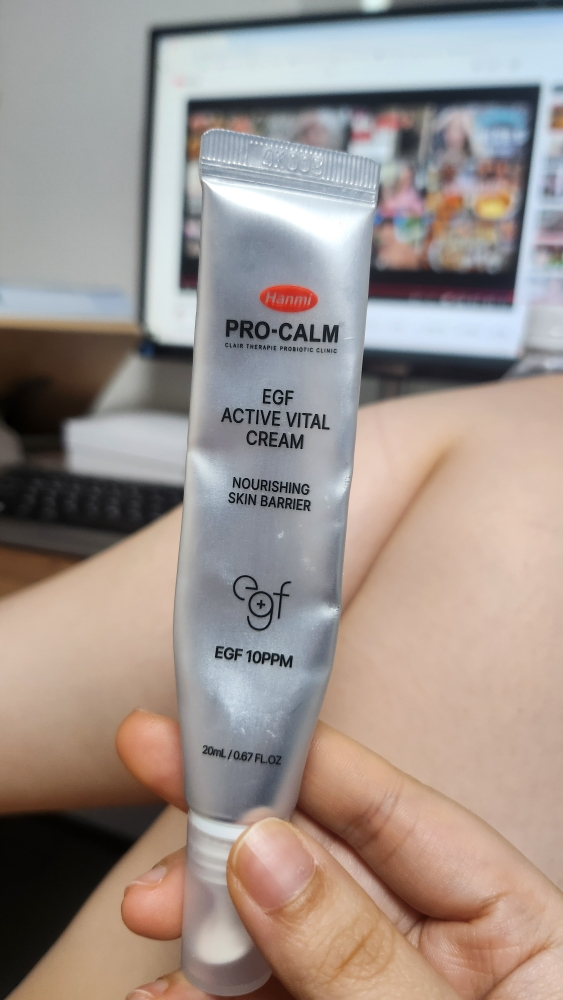 Hanmi
PRO-CALM
CLAIR THERAPIE PROBIOTIC CLINIC
EGF
ACTIVE VITAL
CREAM
NOURISHING
SKIN BARRIER
egf
EGF 10PPM
20mL / 0.67 FL.OZ